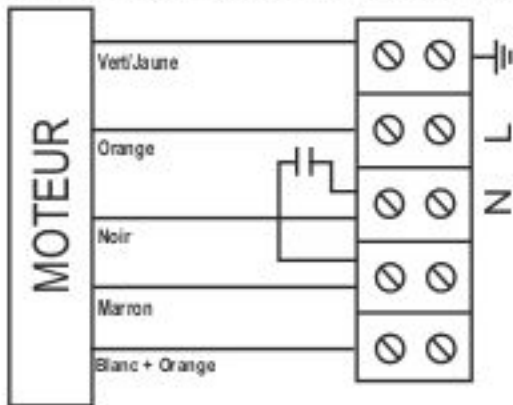 MOTEUR
Vert/Jaune
Orange
L
N
Noir
Marron
Blanc + Orange